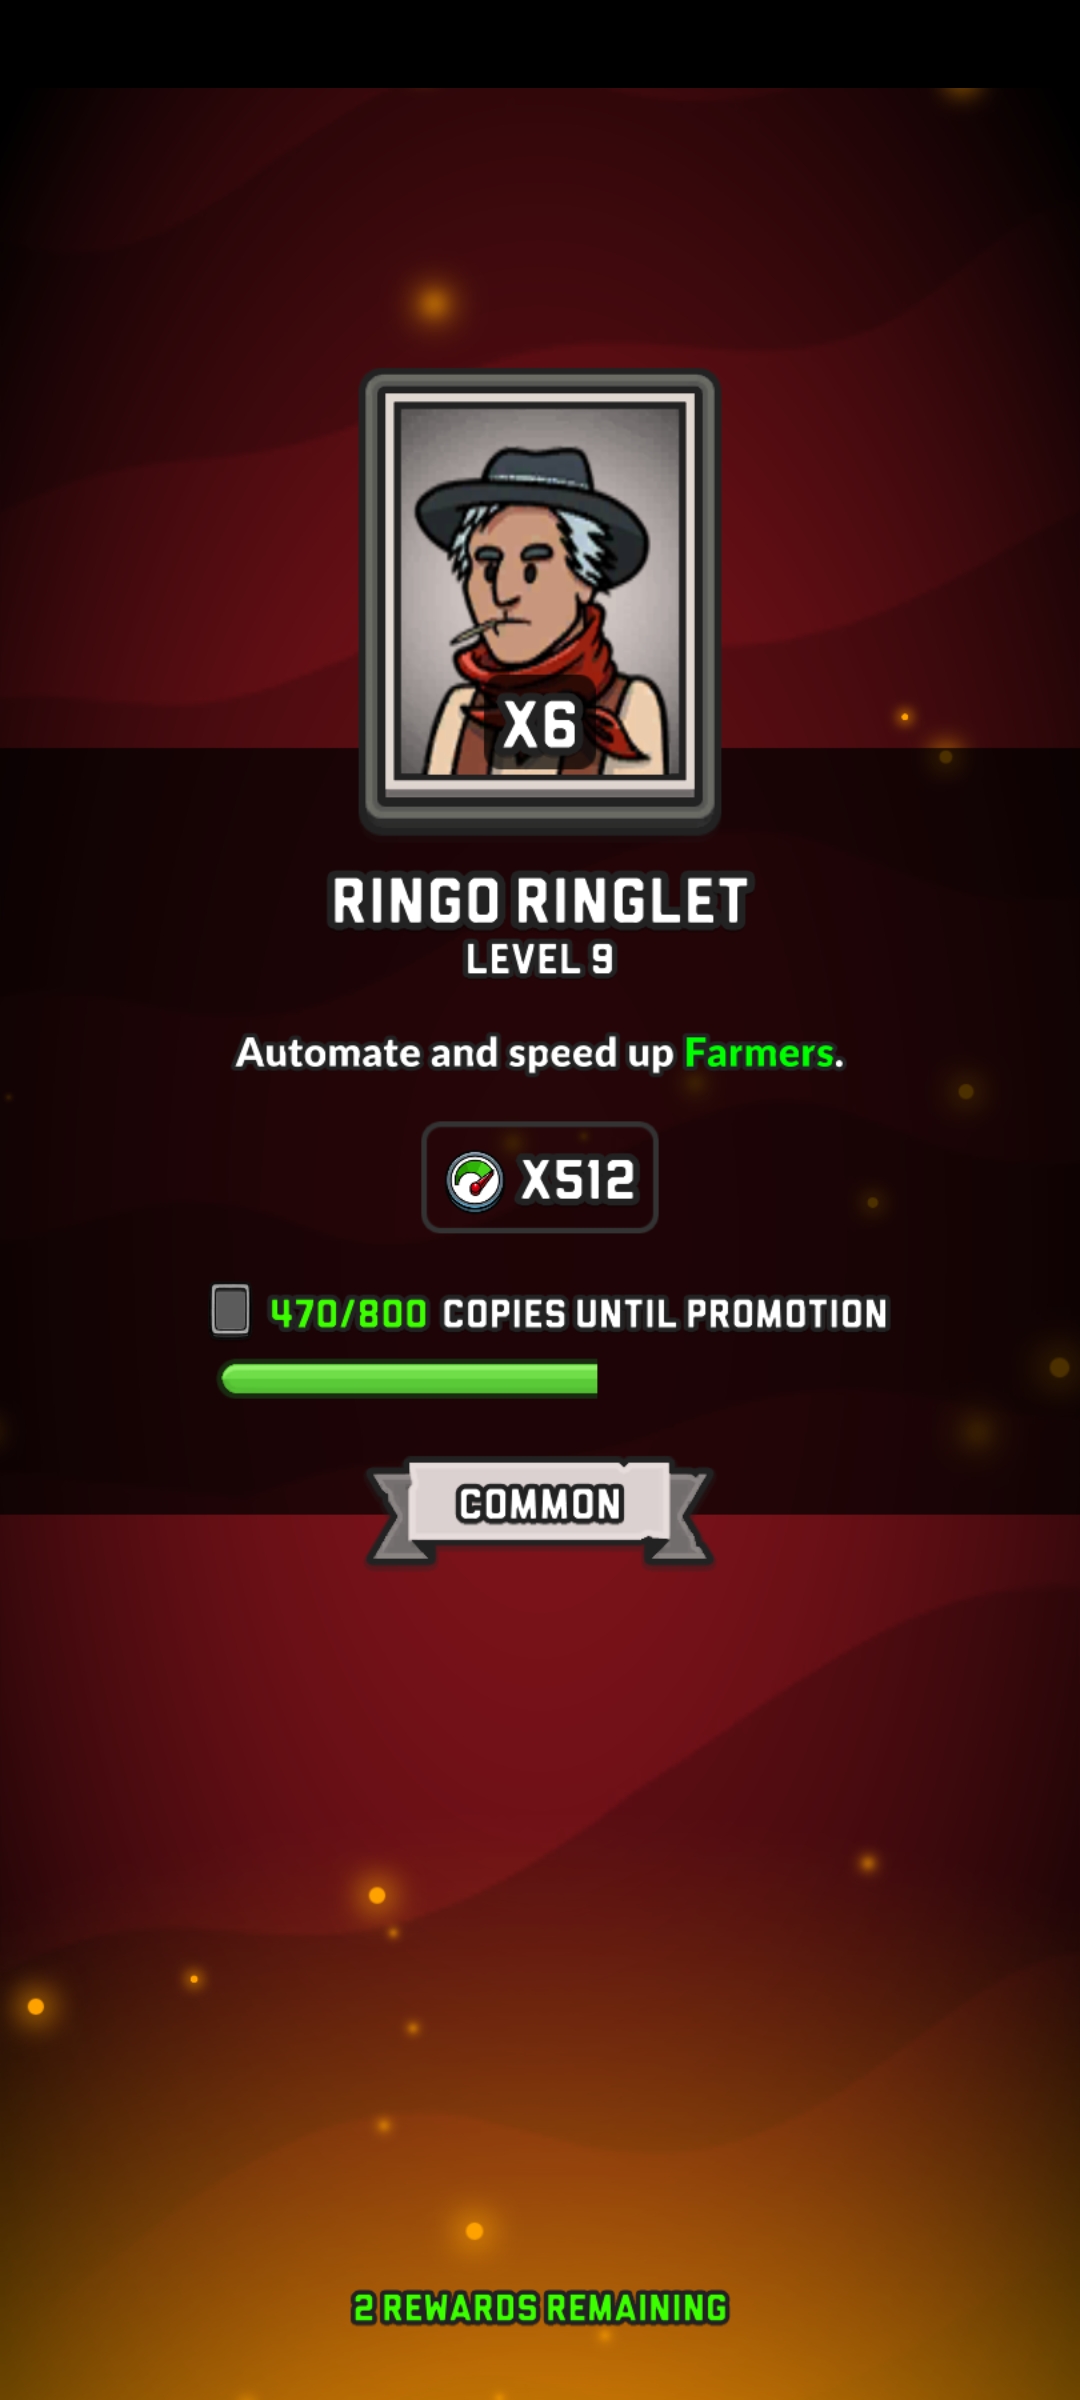 X6
RINGO RINGLET
LEVEL 9
Automate and speed up Farmers.
X512
470/800 COPIES UNTIL PROMOTION
COMMON
2 REWARDS REMAINING